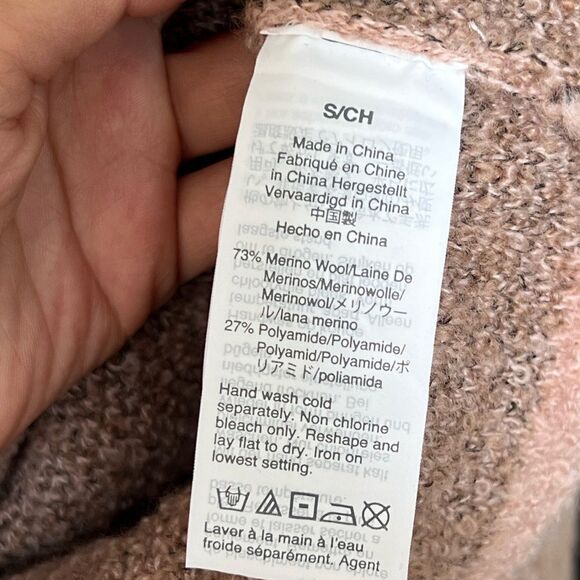 S/CH
Made in China
Fabriqué en Chine
in China Hergestellt
Vervaardigd in China
中国製
Hecho en China
73% Merino Wool/Laine De
Merinos/Merinowolle/
Merinowol/メリノウー
ル/lana merino
27% Polyamide/Polyamide/
Polyamid/Polyamide/ポ
リアミド/poliamida
Hand wash cold
separately. Non chlorine
bleach only. Reshape and
lay flat to dry. Iron on
lowest setting.
Laver à la main à l'eau
froide séparément. Agent